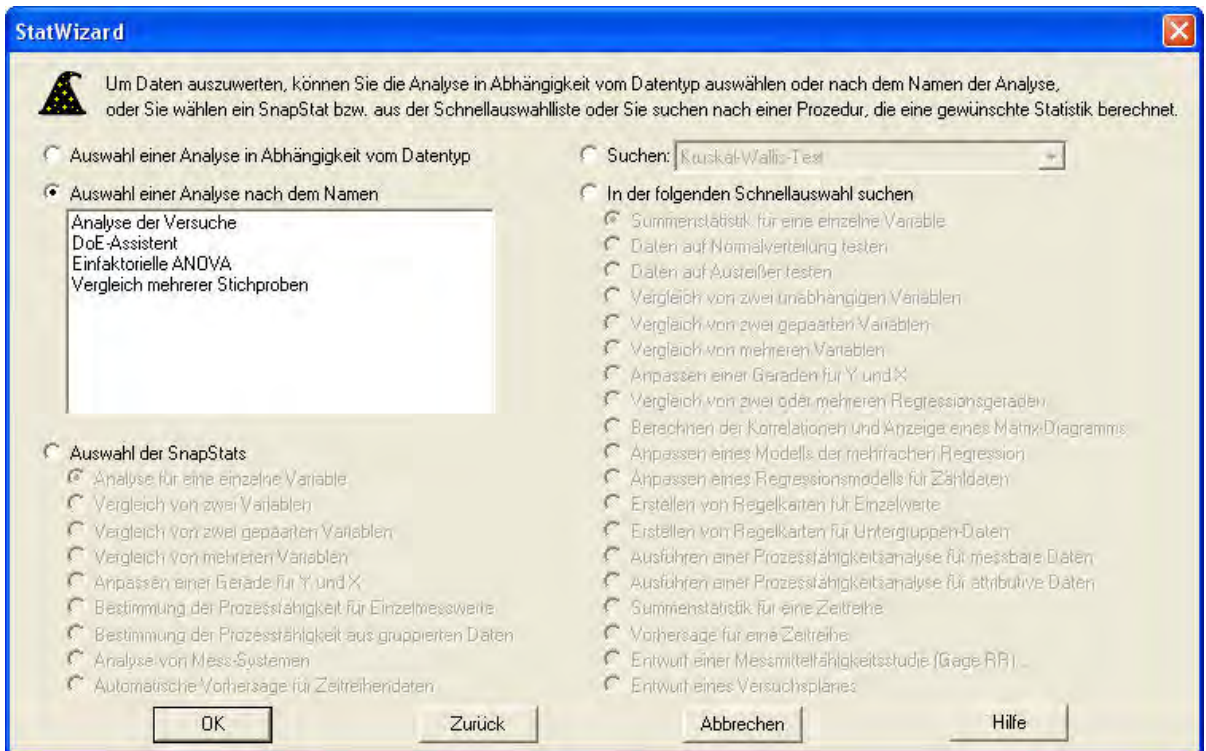 StatWizard
Um Daten auszuwerten, können Sie die Analyse in Abhängigkeit vom Datentyp auswählen oder nach dem Namen der Analyse,
oder Sie wählen ein SnapStat bzw. aus der Schnellauswahlliste oder Sie suchen nach einer Prozedur, die eine gewünschte Statistik berechnet.
Auswahl einer Analyse in Abhängigkeit vom Datentyp
Auswahl einer Analyse nach dem Namen
Analyse der Versuche
DoE-Assistent
Einfaktorielle ANOVA
Vergleich mehrerer Stichproben
Auswahl der SnapStats
Analyse für eine einzelne Variable
Vergleich von zwei Variablen
Vergleich von zwei gepaarten Variablen
Vergleich von mehreren Variablen
Anpassen einer Gerade für Y und X
Bestimmung der Prozessfähigkeit für Einzelmesswerte
Bestimmung der Prozessfähigkeit aus gruppierten Daten
Analyse von Mess-Systemen
Automatische Vorhersage für Zeitreihendaten
Suchen: Kruskal-Wallis-Test
In der folgenden Schnellauswahl suchen
Summenstatistik für eine einzelne Variable
Daten auf Normalverteilung testen
Daten auf Ausreißer testen
Vergleich von zwei unabhängigen Variablen
Vergleich von zwei gepaarten Variablen
Vergleich von mehreren Variablen
Anpassen einer Geraden für Y und X
Vergleich von zwei oder mehreren Regressionsgeraden
Berechnen der Korrelationen und Anzeige eines Matrix-Diagramms
Anpassen eines Modells der mehrfachen Regression
Anpassen eines Regressionsmodells für Zähldaten
Erstellen von Regelkarten für Einzelwerte
Erstellen von Regelkarten für Untergruppen-Daten
Ausführen einer Prozessfähigkeitsanalyse für messbare Daten
Ausführen einer Prozessfähigkeitsanalyse für attributive Daten
Summenstatistik für eine Zeitreihe
Vorhersage für eine Zeitreihe
Entwurf einer Messmittelfähigkeitsstudie (Gage RR) ...
Entwurf eines Versuchsplanes
OK
Zurück
Abbrechen
Hilfe